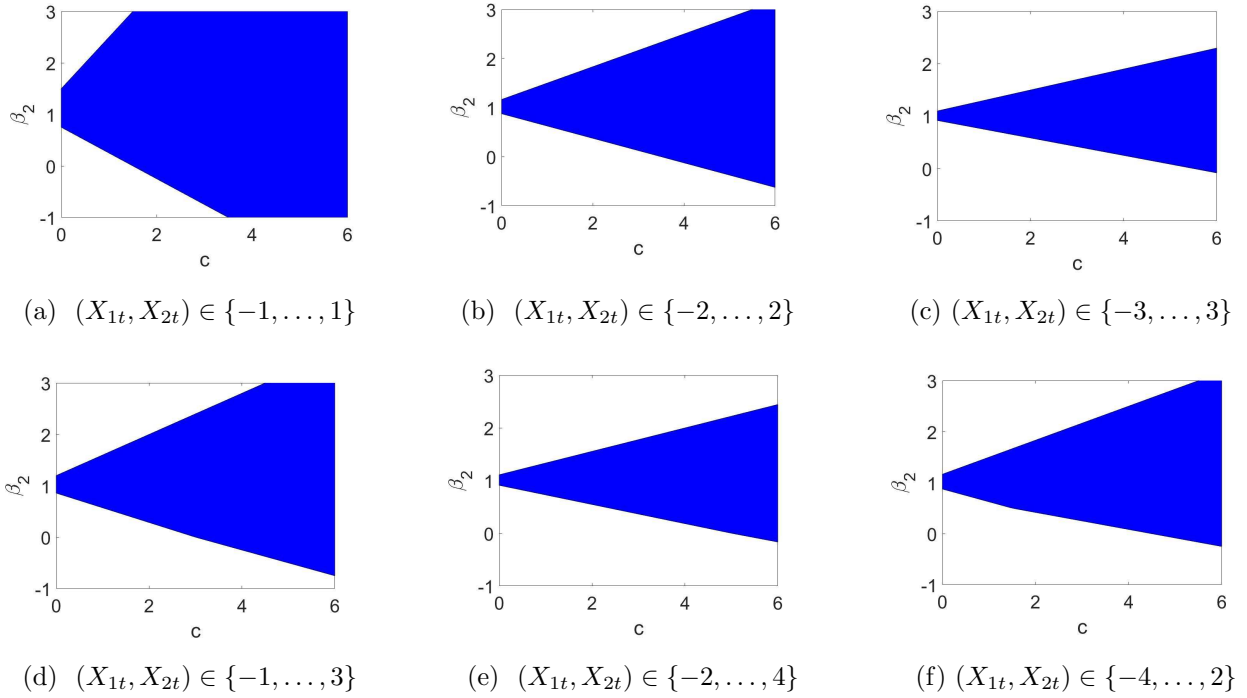 3
2
1
0
-1
β₂
0 2 4 6
c
3
2
1
0
-1
β₂
0 2 4 6
c
3
2
1
0
-1
β₂
0 2 4 6
c
(a) (X₁ₜ, X₂ₜ) ∈ {−1, . . . , 1}
(b) (X₁ₜ, X₂ₜ) ∈ {−2, . . . , 2}
(c) (X₁ₜ, X₂ₜ) ∈ {−3, . . . , 3}
3
2
1
0
-1
β₂
0 2 4 6
c
3
2
1
0
-1
β₂
0 2 4 6
c
3
2
1
0
-1
β₂
0 2 4 6
c
(d) (X₁ₜ, X₂ₜ) ∈ {−1, . . . , 3}
(e) (X₁ₜ, X₂ₜ) ∈ {−2, . . . , 4}
(f) (X₁ₜ, X₂ₜ) ∈ {−4, . . . , 2}